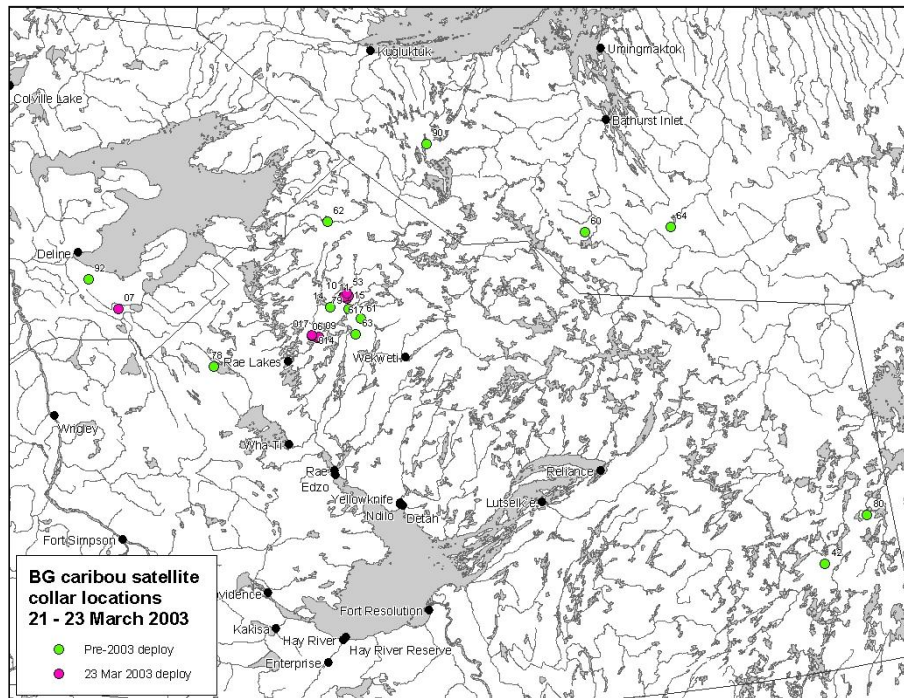 Kugluktuk
Umingmaktok
Colville Lake
Bathurst Inlet
90
62
60
64
Deline
92
10
53
15
07
61
63
017
06
09
014
78
Rae Lakes
Wekweti
Wrigley
Wha-Ti
Rae
Edzo
Reliance
Yellowknife
Ndilo
Detah
Lutselk'e
80
Fort Simpson
42
BG caribou satellite
collar locations
21 - 23 March 2003
Pre-2003 deploy
23 Mar 2003 deploy
ovidence
Fort Resolution
Kakisa
Hay River
Hay River Reserve
Enterprise